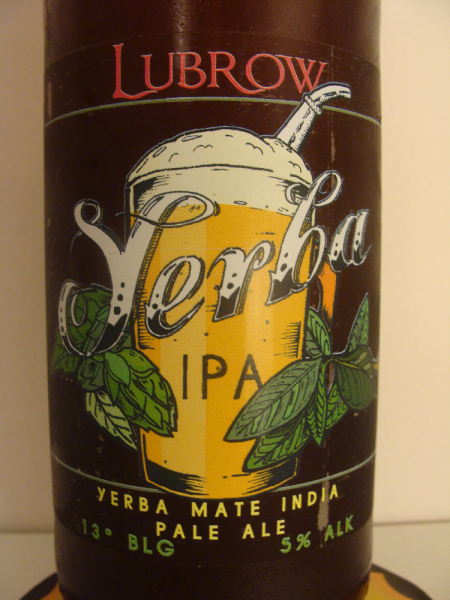 LUBROW
Yerba
IPA
YERBA MATE INDIA
PALE ALE
13° BLG 5% ALK